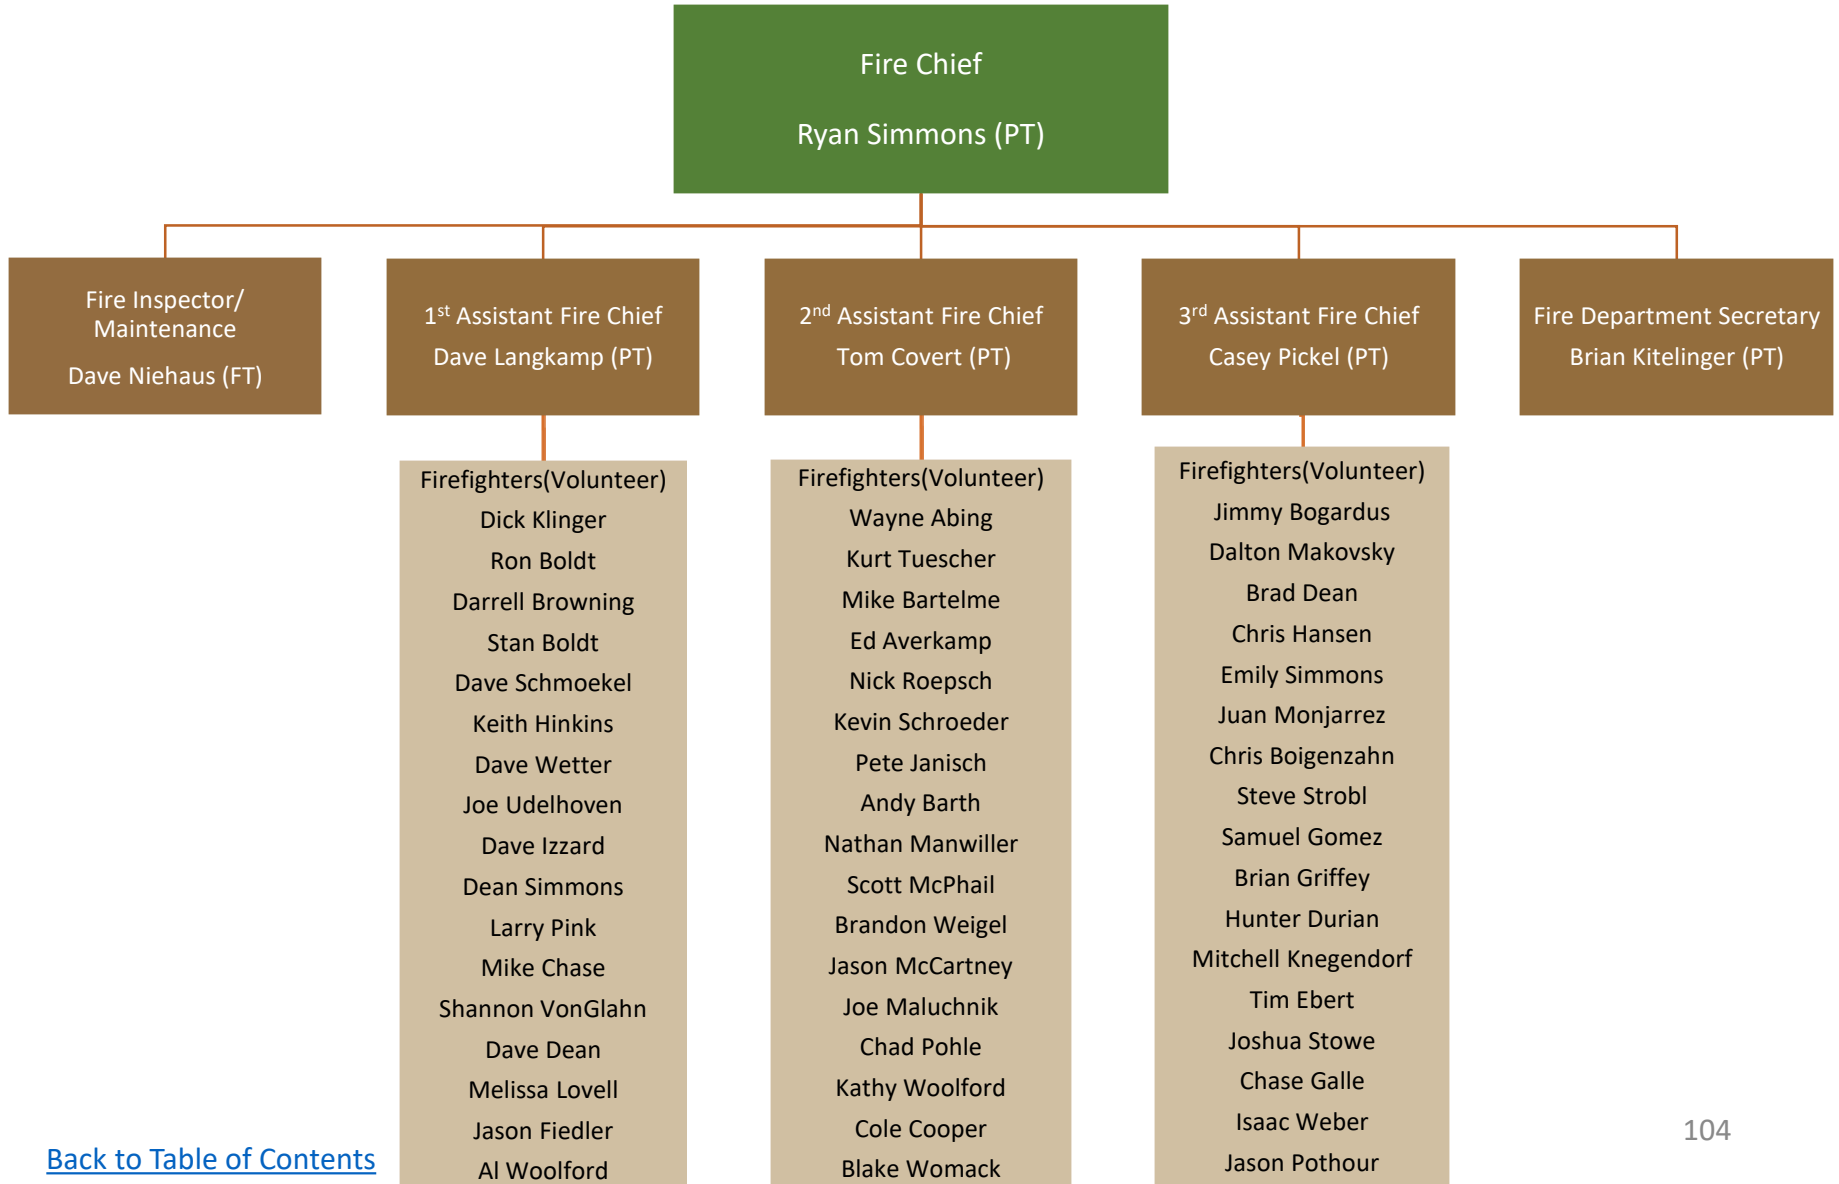 Fire Chief
Ryan Simmons (PT)
Fire Inspector/
Maintenance
Dave Niehaus (FT)
1st Assistant Fire Chief
Dave Langkamp (PT)
2nd Assistant Fire Chief
Tom Covert (PT)
3rd Assistant Fire Chief
Casey Pickel (PT)
Fire Department Secretary
Brian Kitelinger (PT)
Firefighters(Volunteer)
Dick Klinger
Ron Boldt
Darrell Browning
Stan Boldt
Dave Schmoekel
Keith Hinkins
Dave Wetter
Joe Udelhoven
Dave Izzard
Dean Simmons
Larry Pink
Mike Chase
Shannon VonGlahn
Dave Dean
Melissa Lovell
Jason Fiedler
Al Woolford
Firefighters(Volunteer)
Wayne Abing
Kurt Tuescher
Mike Bartelme
Ed Averkamp
Nick Roepsch
Kevin Schroeder
Pete Janisch
Andy Barth
Nathan Manwiller
Scott McPhail
Brandon Weigel
Jason McCartney
Joe Maluchnik
Chad Pohle
Kathy Woolford
Cole Cooper
Blake Womack
Firefighters(Volunteer)
Jimmy Bogardus
Dalton Makovsky
Brad Dean
Chris Hansen
Emily Simmons
Juan Monjarrez
Chris Boigenzahn
Steve Strobl
Samuel Gomez
Brian Griffey
Hunter Durian
Mitchell Knegendorf
Tim Ebert
Joshua Stowe
Chase Galle
Isaac Weber
Jason Pothour
Back to Table of Contents
104